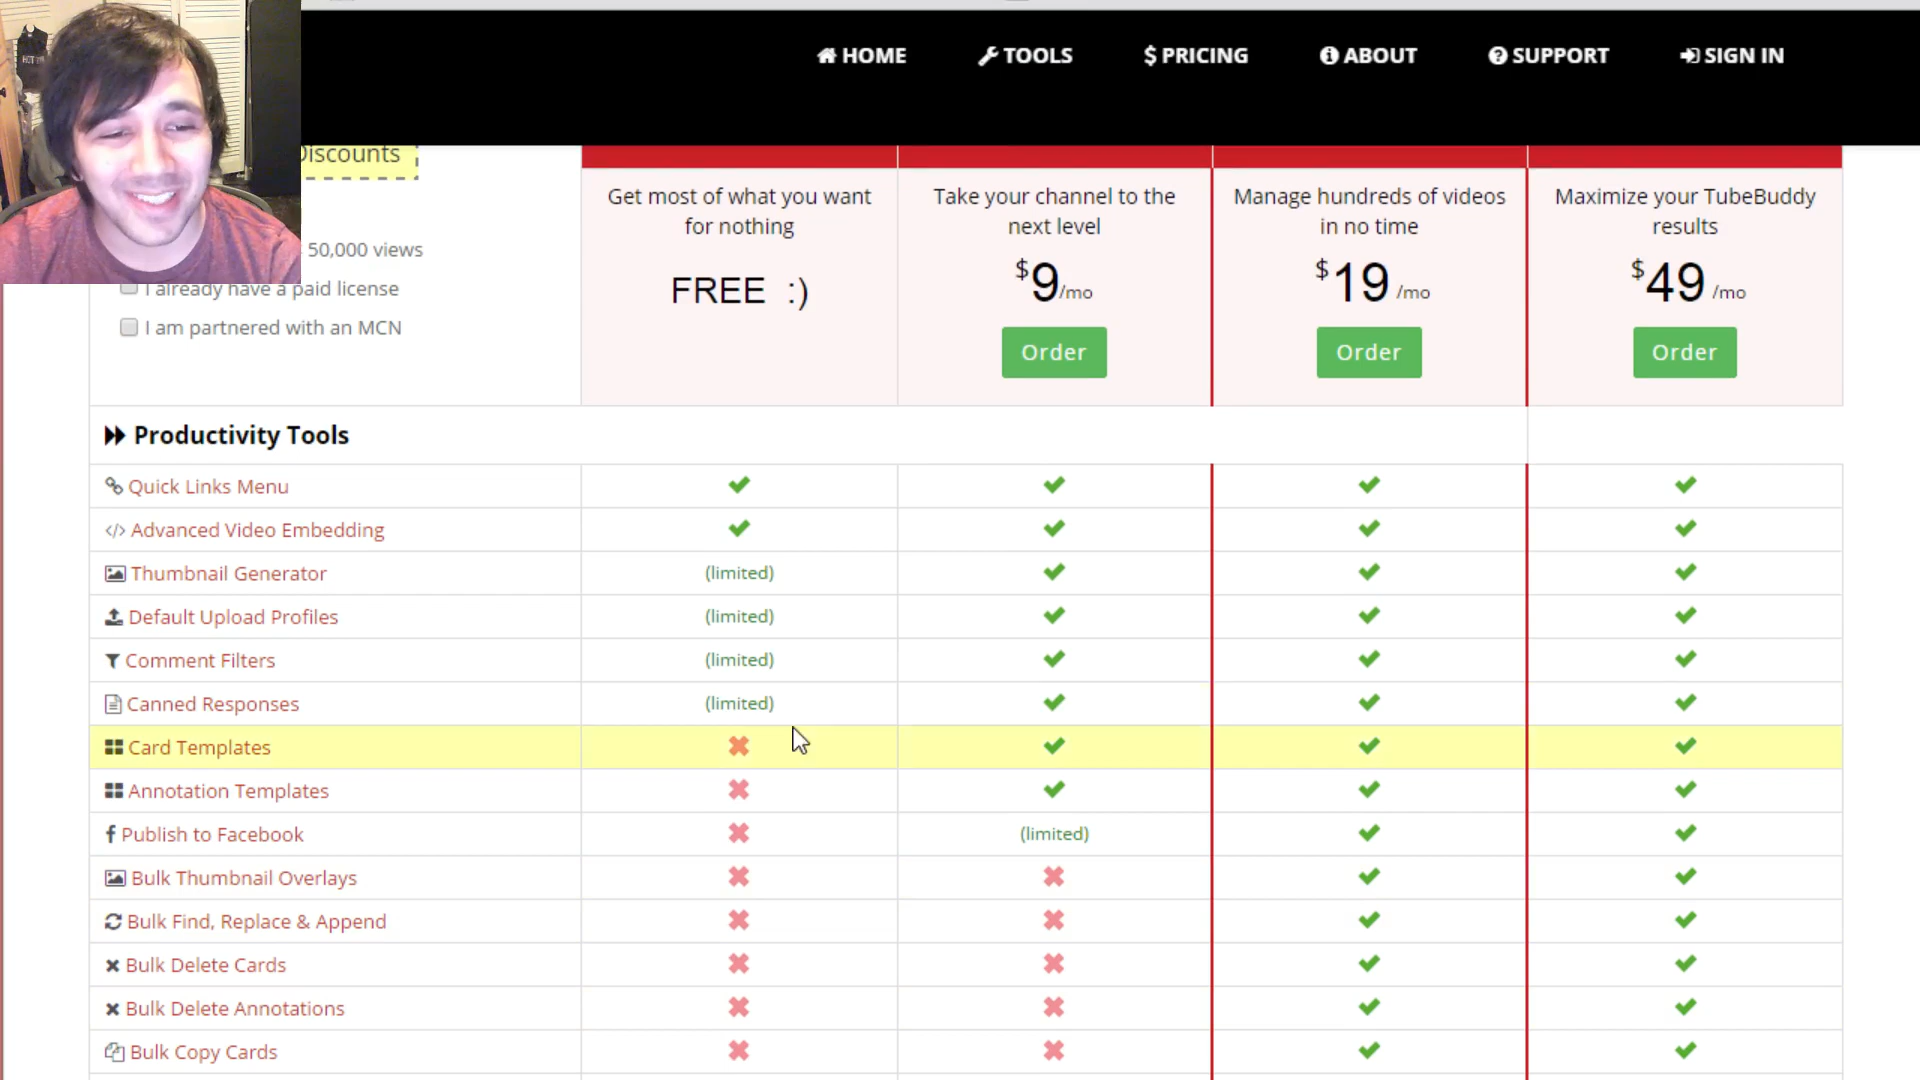 HOME TOOLS PRICING ABOUT SUPPORT SIGN IN
Discounts
50,000 views
I already have a paid license
I am partnered with an MCN
Get most of what you want
for nothing
FREE :)
Take your channel to the
next level
$9/mo
Order
Manage hundreds of videos
in no time
$19 /mo
Order
Maximize your TubeBuddy
results
$49 /mo
Order
Productivity Tools
Quick Links Menu
Advanced Video Embedding
Thumbnail Generator (limited)
Default Upload Profiles (limited)
Comment Filters (limited)
Canned Responses (limited)
Card Templates
Annotation Templates
Publish to Facebook (limited)
Bulk Thumbnail Overlays
Bulk Find, Replace & Append
Bulk Delete Cards
Bulk Delete Annotations
Bulk Copy Cards